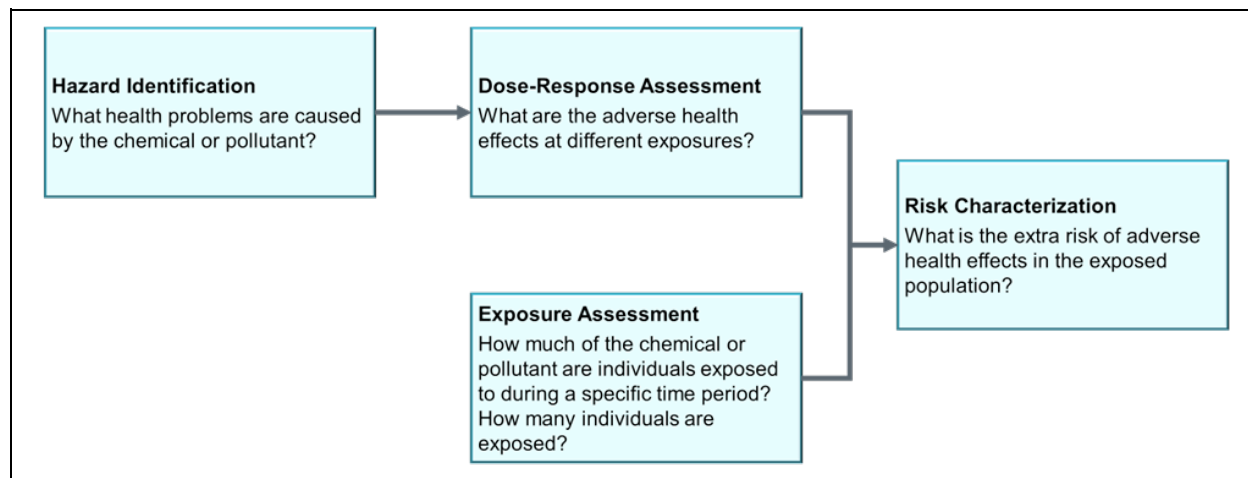 Hazard Identification
What health problems are caused
by the chemical or pollutant?
Dose-Response Assessment
What are the adverse health
effects at different exposures?
Exposure Assessment
How much of the chemical or
pollutant are individuals exposed
to during a specific time period?
How many individuals are
exposed?
Risk Characterization
What is the extra risk of adverse
health effects in the exposed
population?